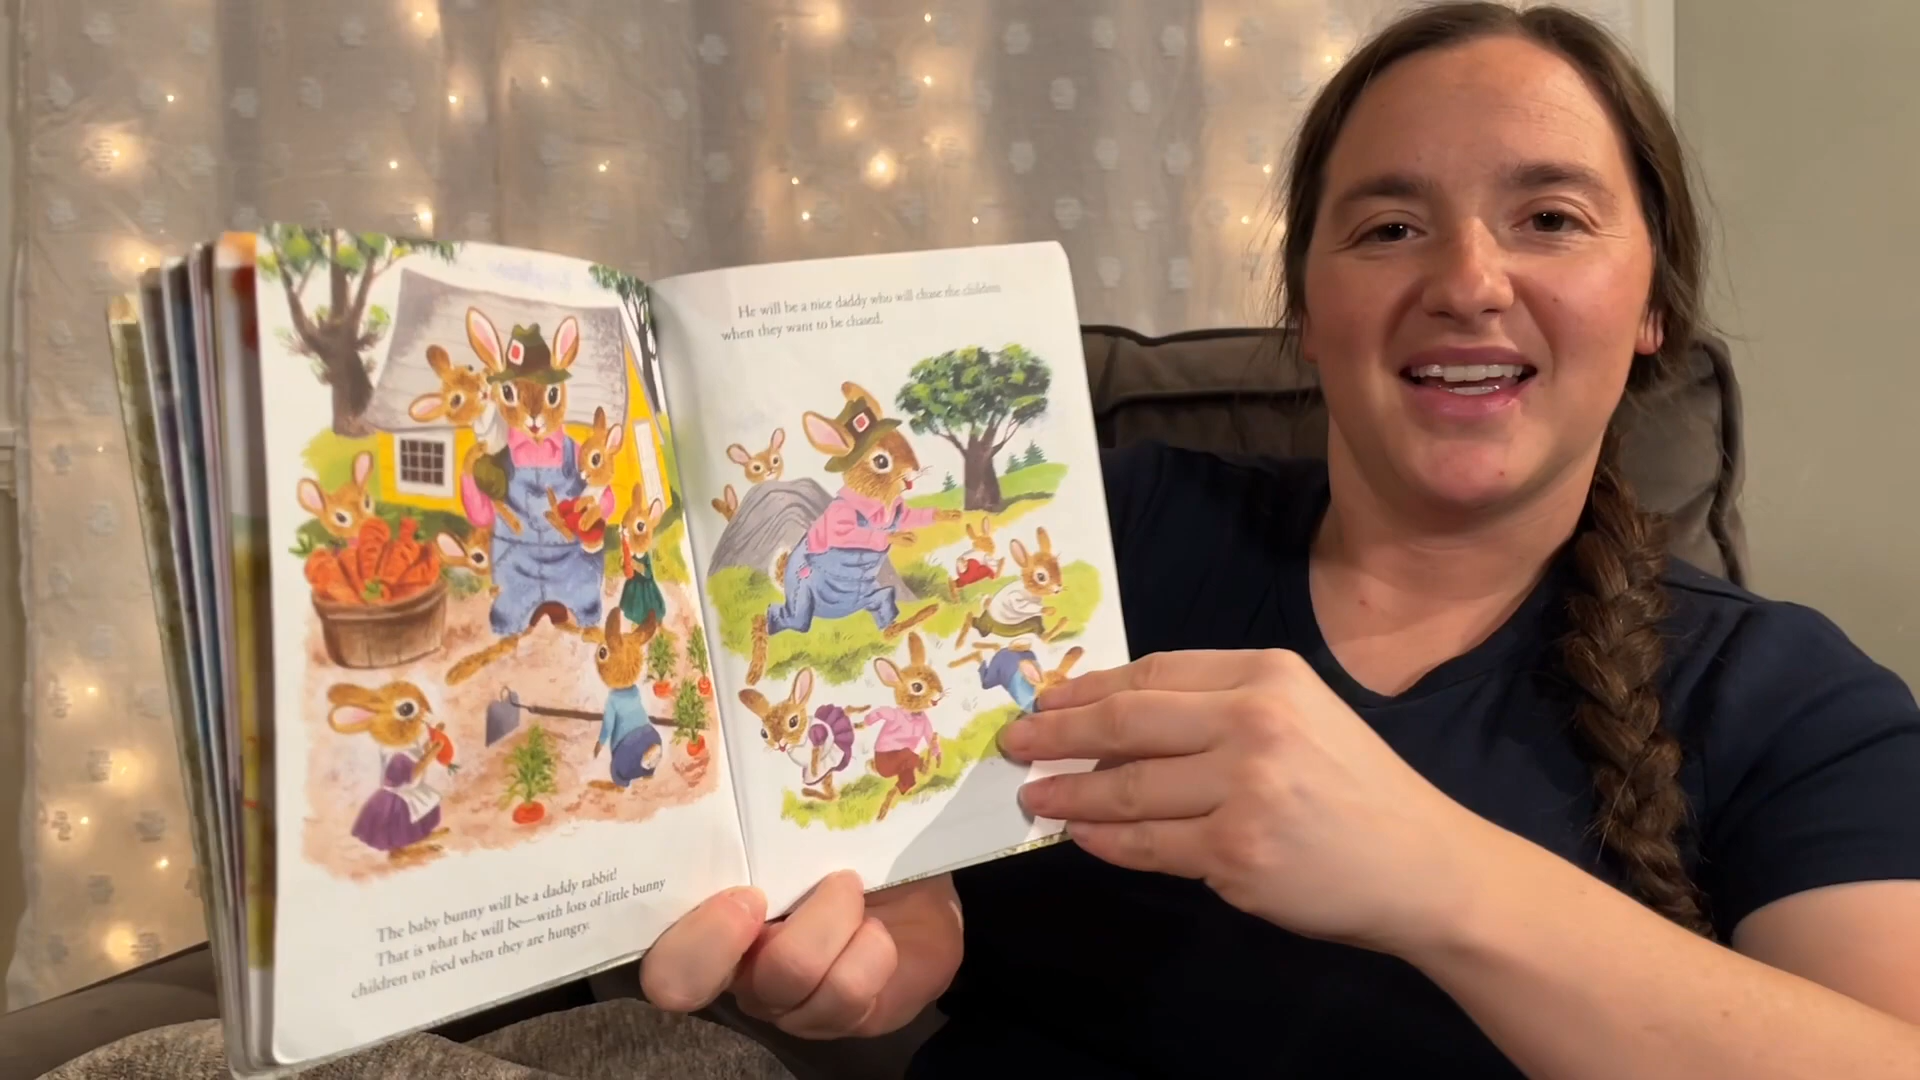 The baby bunny will be a daddy rabbit!
That is what he will be—with lots of little bunny
children to feed when they are hungry.
He will be a nice daddy who will chase the children
when they want to be chased.